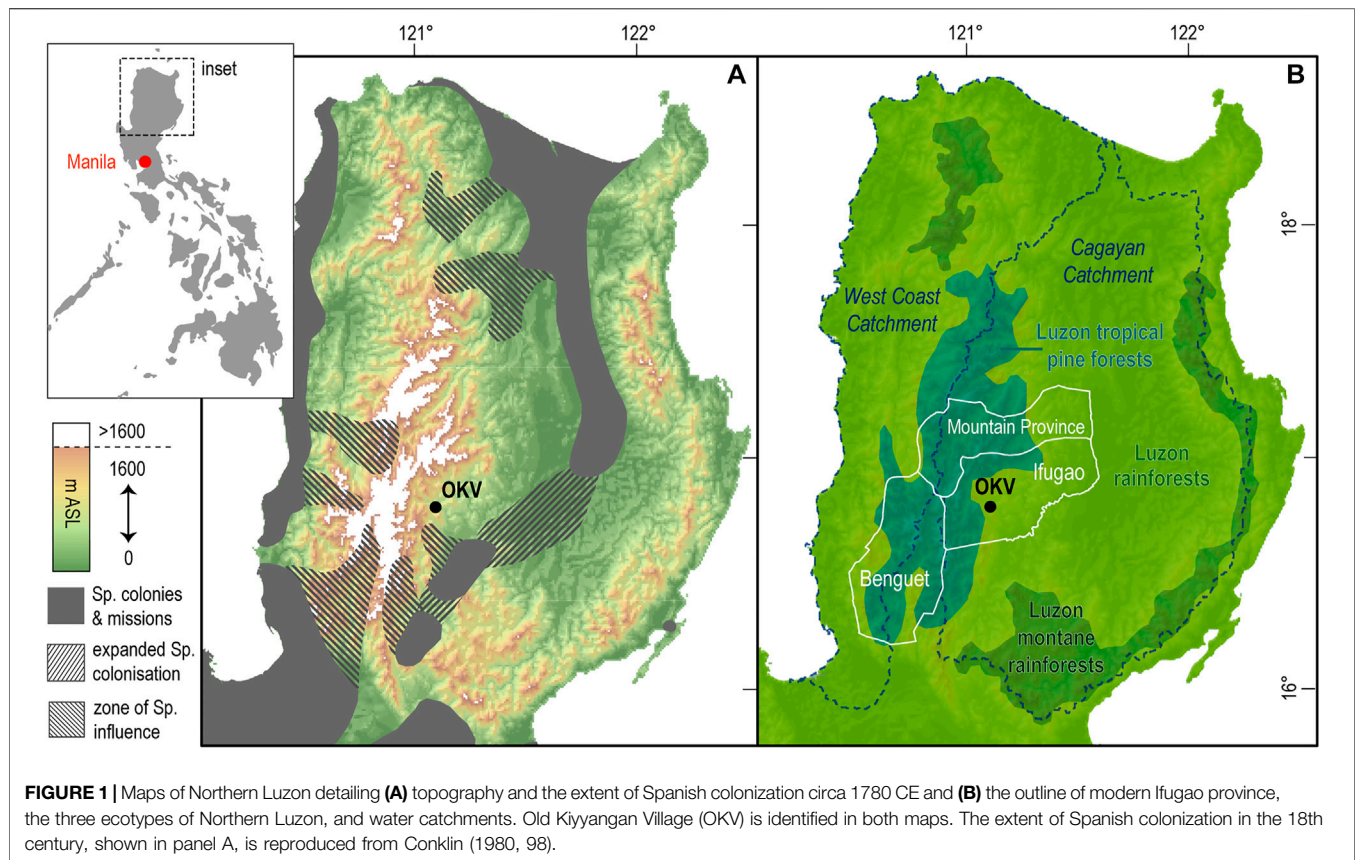 121°
122°
121°
122°
inset
Manila
A
B
18°
16°
>1600
1600
0
m ASL
Sp. colonies
& missions
expanded Sp.
colonisation
zone of Sp.
influence
OKV
West Coast
Catchment
Cagayan
Catchment
Luzon tropical
pine forests
Mountain Province
Ifugao
OKV
Benguet
Luzon
rainforests
Luzon
montane
rainforests
FIGURE 1 | Maps of Northern Luzon detailing (A) topography and the extent of Spanish colonization circa 1780 CE and (B) the outline of modern Ifugao province,
the three ecotypes of Northern Luzon, and water catchments. Old Kiyyangan Village (OKV) is identified in both maps. The extent of Spanish colonization in the 18th
century, shown in panel A, is reproduced from Conklin (1980, 98).